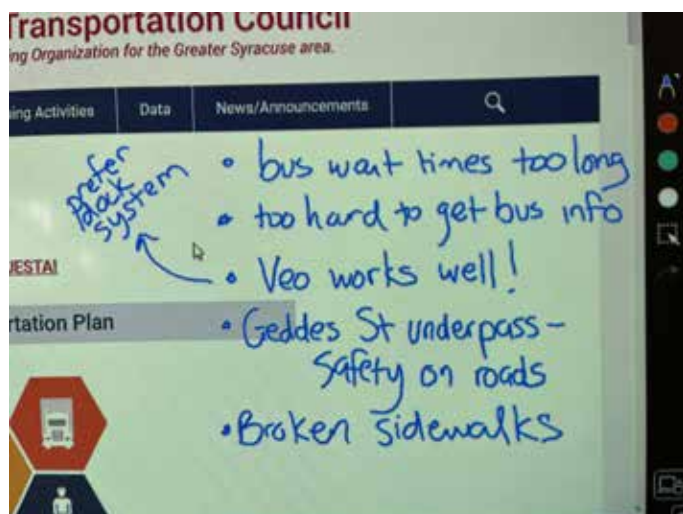 Transportation Council
ing Organization for the Greater Syracuse area.
ing Activities Data News/Announcements
prefer
dock
system
• bus wait times too long
• too hard to get bus info
• Veo works well!
UESTA!
rtation Plan
• Geddes St underpass –
Safety on roads
• Broken sidewalks
A